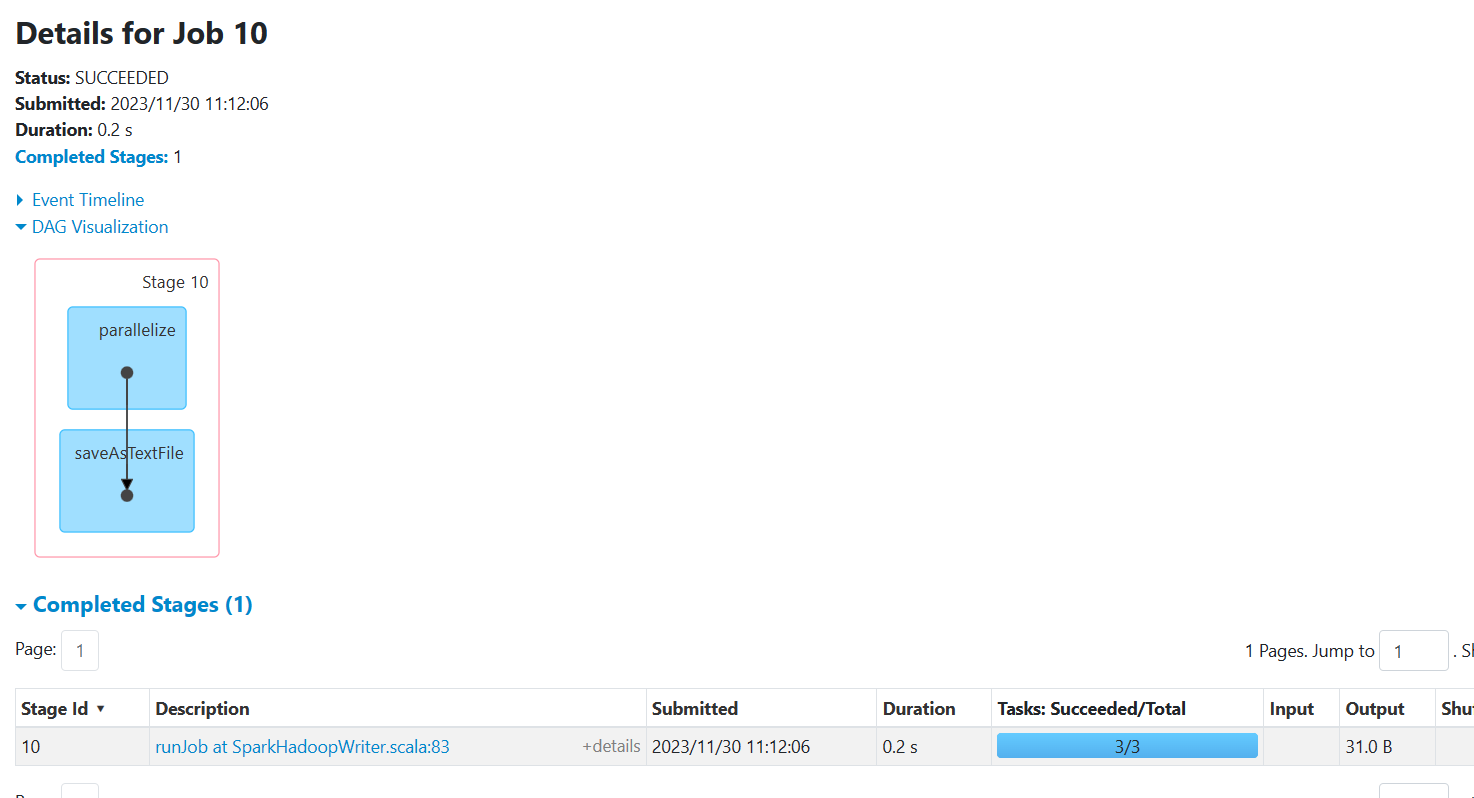 Details for Job 10
Status: SUCCEEDED
Submitted: 2023/11/30 11:12:06
Duration: 0.2 s
Completed Stages: 1
Event Timeline
DAG Visualization
Stage 10
parallelize
saveAsTextFile
Completed Stages (1)
Page: 1
1 Pages. Jump to 1 . Sh
Stage Id ▾ Description Submitted Duration Tasks: Succeeded/Total Input Output Shu
10 runJob at SparkHadoopWriter.scala:83 +details 2023/11/30 11:12:06 0.2 s 3/3 31.0 B